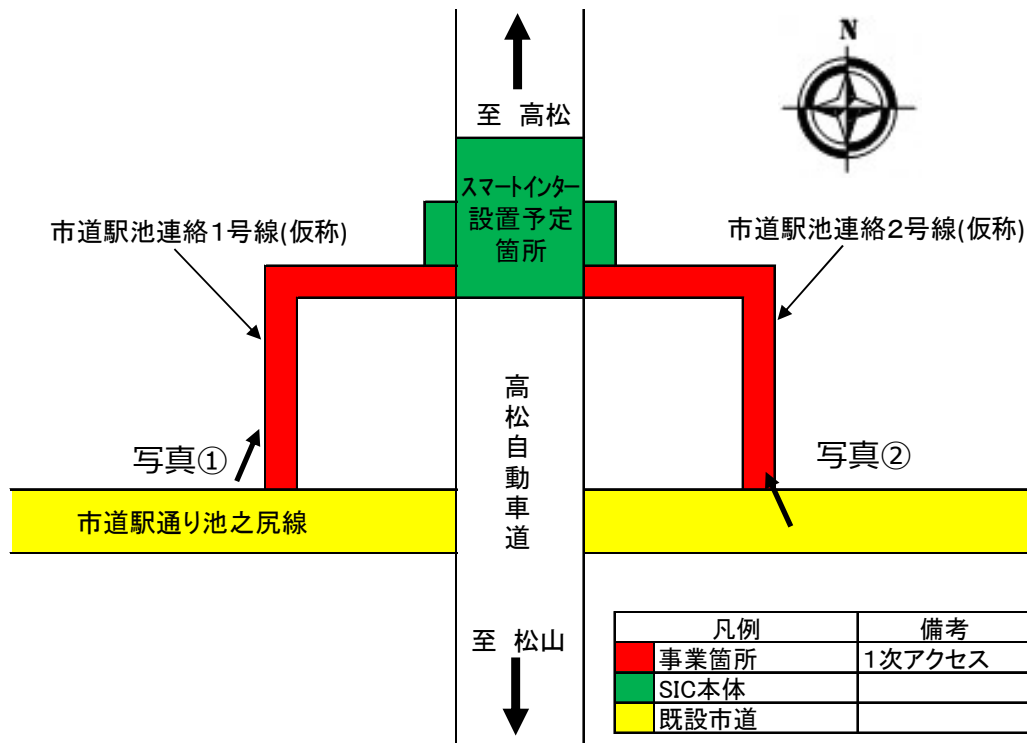 N
至 高松
スマートインター
設置予定
箇所
市道駅池連絡1号線(仮称)
市道駅池連絡2号線(仮称)
高松自動車道
写真①
写真②
市道駅通り池之尻線
至 松山
凡例 備考
事業箇所 1次アクセス
SIC本体
既設市道